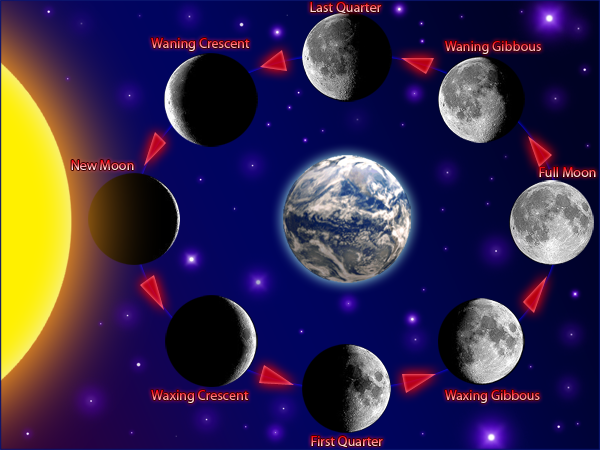 Last Quarter
Waning Crescent
Waning Gibbous
New Moon
Full Moon
Waxing Crescent
Waxing Gibbous
First Quarter